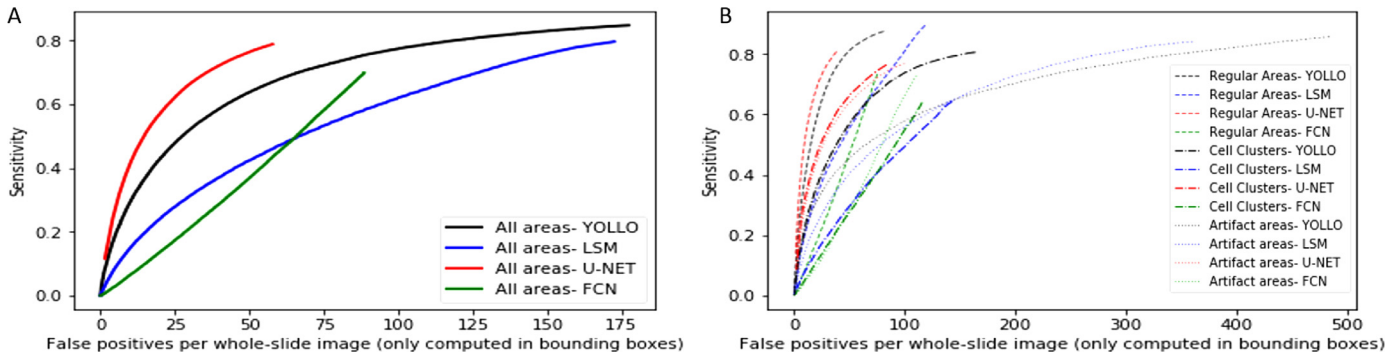 A
Sensitivity
0.8
0.6
0.4
0.2
0.0
All areas- YOLLO
All areas- LSM
All areas- U-NET
All areas- FCN
0 25 50 75 100 125 150 175
False positives per whole-slide image (only computed in bounding boxes)
B
Sensitivity
0.8
0.6
0.4
0.2
0.0
Regular Areas- YOLLO
Regular Areas- LSM
Regular Areas- U-NET
Regular Areas- FCN
Cell Clusters- YOLLO
Cell Clusters- LSM
Cell Clusters- U-NET
Cell Clusters- FCN
Artifact areas- YOLLO
Artifact areas- LSM
Artifact areas- U-NET
Artifact areas- FCN
0 100 200 300 400 500
False positives per whole-slide image (only computed in bounding boxes)